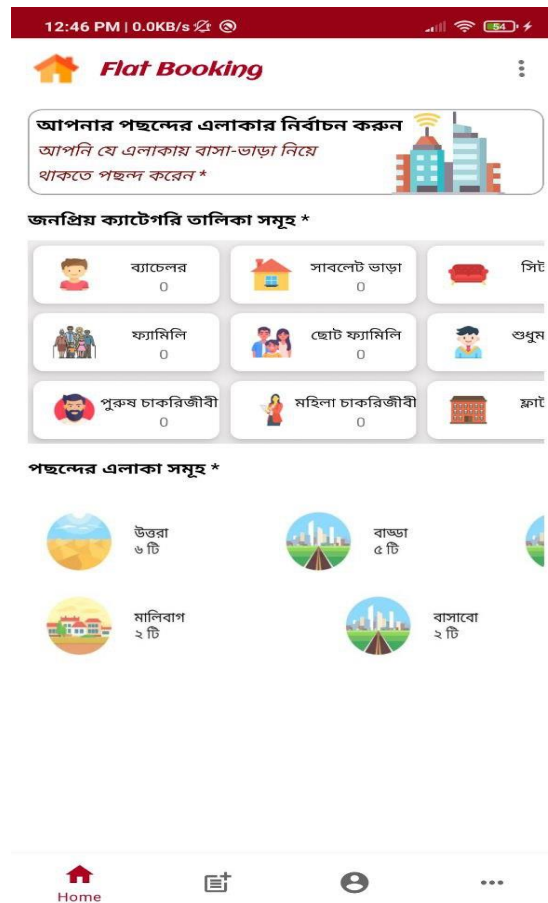 12:46 PM | 0.0KB/s
54
Flat Booking
আপনার পছন্দের এলাকার নির্বাচন করুন
আপনি যে এলাকায় বাসা-ভাড়া নিয়ে
থাকতে পছন্দ করেন *
জনপ্রিয় ক্যাটেগরি তালিকা সমূহ *
ব্যাচেলর
0
সাবলেট ভাড়া
0
সিট
ফ্যামিলি
0
ছোট ফ্যামিলি
0
শুধুম
পুরুষ চাকরিজীবী
0
মহিলা চাকরিজীবী
0
ফ্লাট
পছন্দের এলাকা সমূহ *
উত্তরা
৬ টি
বাড্ডা
৫ টি
মালিবাগ
২ টি
বাসাবো
২ টি
Home